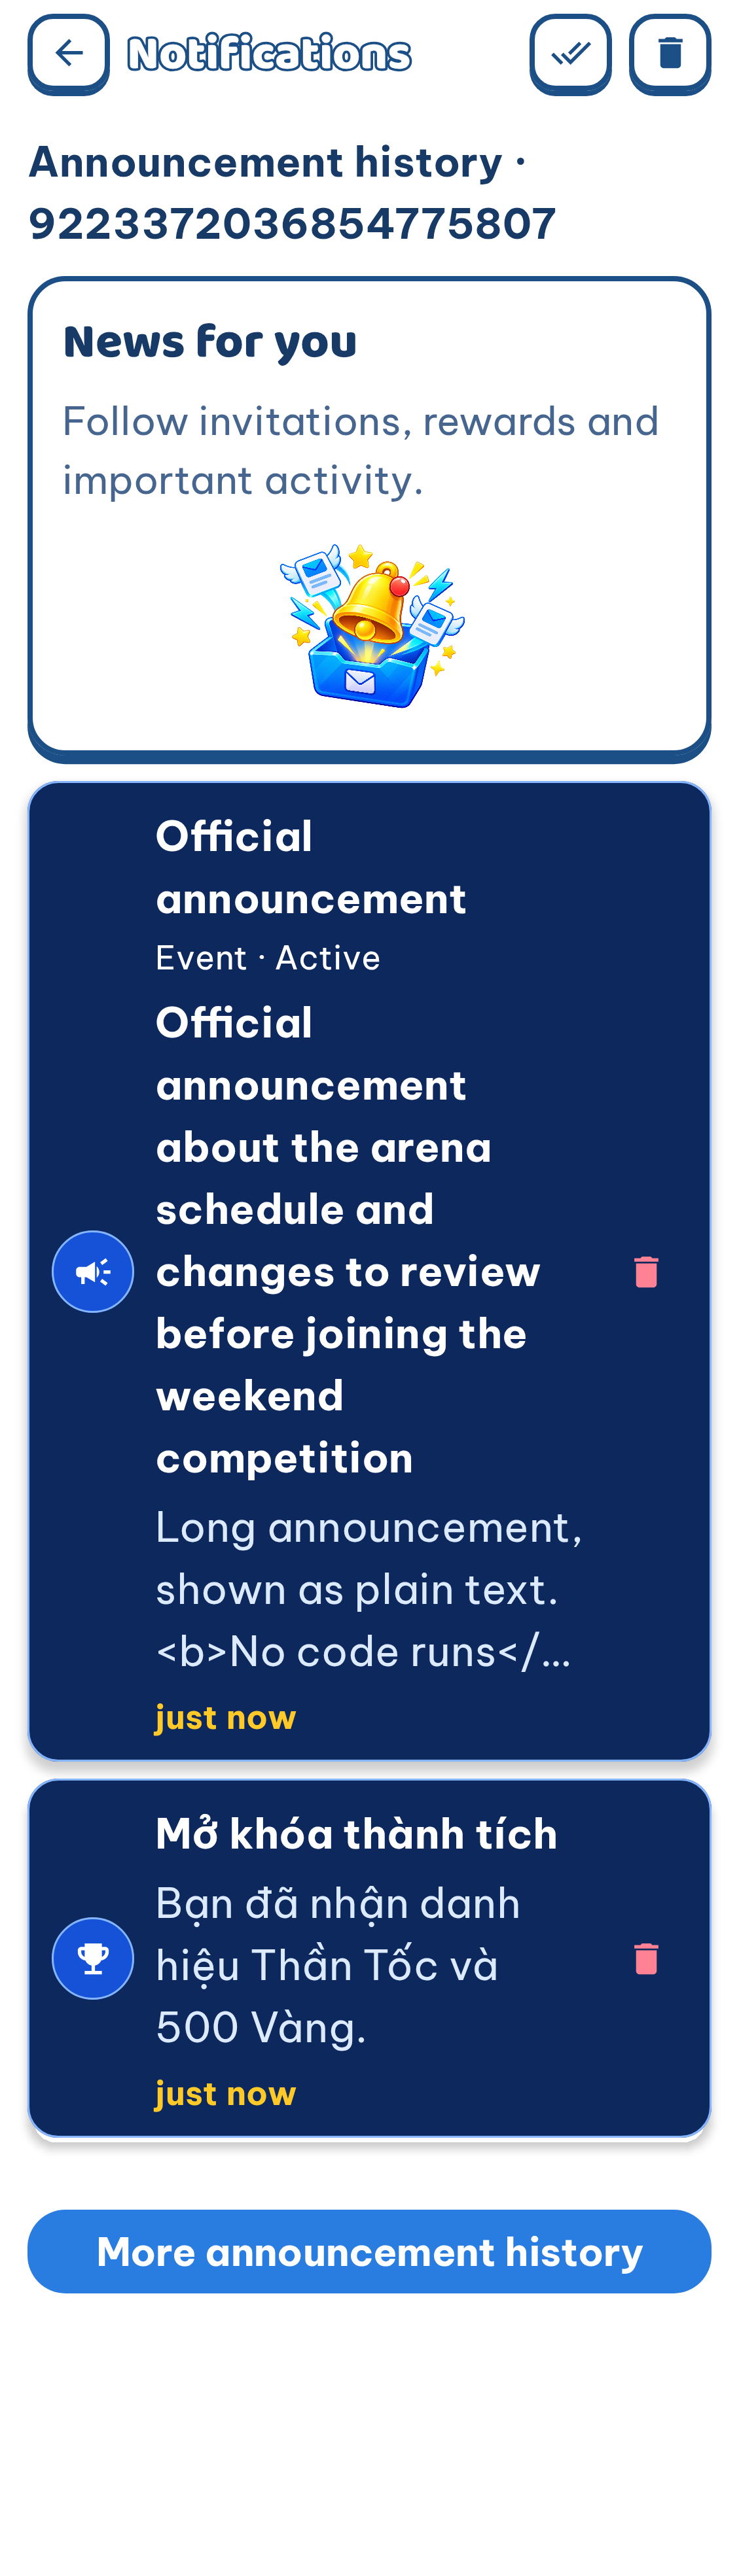 Notifications
Announcement history ·
9223372036854775807
News for you
Follow invitations, rewards and
important activity.
Official
announcement
Event · Active
Official
announcement
about the arena
schedule and
changes to review
before joining the
weekend
competition
Long announcement,
shown as plain text.
<b>No code runs</...
just now
Mở khóa thành tích
Bạn đã nhận danh
hiệu Thần Tốc và
500 Vàng.
just now
More announcement history